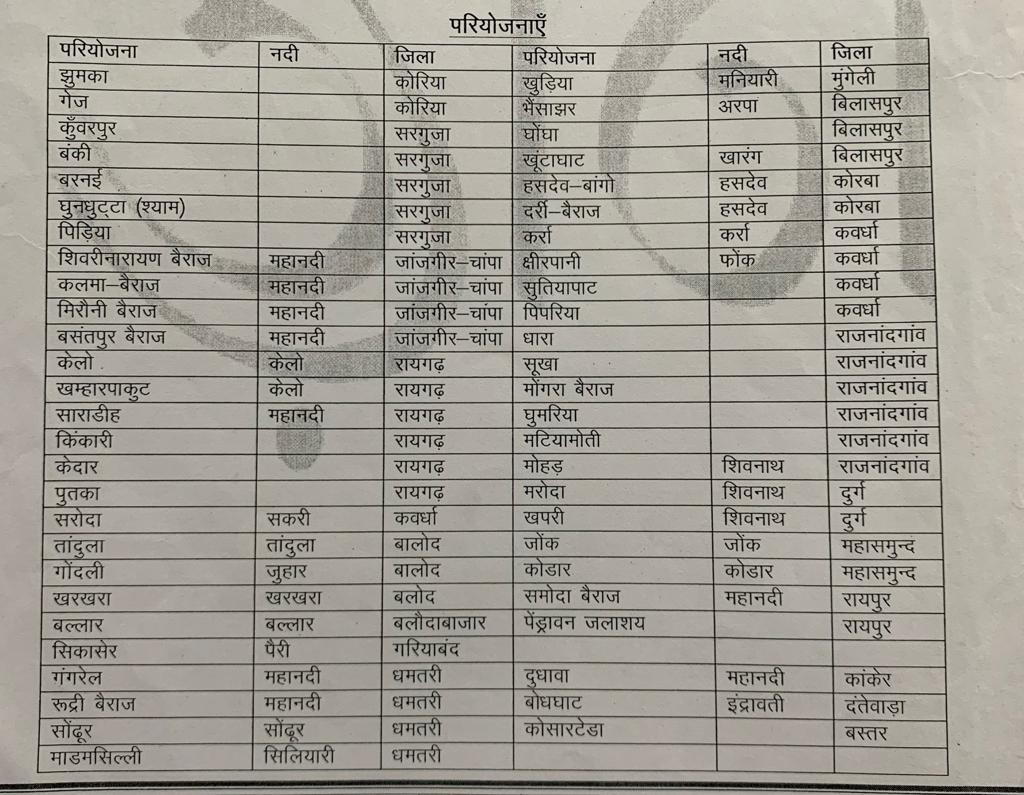 परियोजनाएँ
परियोजना नदी जिला परियोजना नदी जिला
झुमका कोरिया खुड़िया मनियारी मुंगेली
गेज कोरिया भैंसाझर अरपा बिलासपुर
कुँवरपुर सरगुजा घोंघा बिलासपुर
बंकी सरगुजा खूंटाघाट खारंग बिलासपुर
बरनई सरगुजा हसदेव–बांगो हसदेव कोरबा
घुनघुट्टा (श्याम) सरगुजा दर्री–बैराज हसदेव कोरबा
पिड़िया सरगुजा कर्रा कर्रा कवर्धा
शिवरीनारायण बैराज महानदी जांजगीर–चांपा क्षीरपानी फोंक कवर्धा
कलमा–बैराज महानदी जांजगीर–चांपा सुतियापाट कवर्धा
मिरौनी बैराज महानदी जांजगीर–चांपा पिपरिया कवर्धा
बसंतपुर बैराज महानदी जांजगीर–चांपा धारा राजनांदगांव
केलो केलो रायगढ़ सूखा राजनांदगांव
खम्हारपाकुट केलो रायगढ़ मोंगरा बैराज राजनांदगांव
साराडीह महानदी रायगढ़ घुमरिया राजनांदगांव
किंकारी रायगढ़ मटियामोती राजनांदगांव
केदार रायगढ़ मोहड़ शिवनाथ राजनांदगांव
पुतका रायगढ़ मरोदा शिवनाथ दुर्ग
सरोदा सकरी कवर्धा खपरी शिवनाथ दुर्ग
तांदुला तांदुला बालोद जोंक जोंक महासमुन्द
गोंदली जुहार बालोद कोडार कोडार महासमुन्द
खरखरा खरखरा बलोद समोदा बैराज महानदी रायपुर
बल्लार बल्लार बलौदाबाजार पेंड्रावन जलाशय रायपुर
सिकासेर पैरी गरियाबंद
गंगरेल महानदी धमतरी दुधावा महानदी कांकेर
रूद्री बैराज महानदी धमतरी बोधघाट इंद्रावती दंतेवाड़ा
सोंढूर सोंढूर धमतरी कोसारटेडा बस्तर
माडमसिल्ली सिलियारी धमतरी